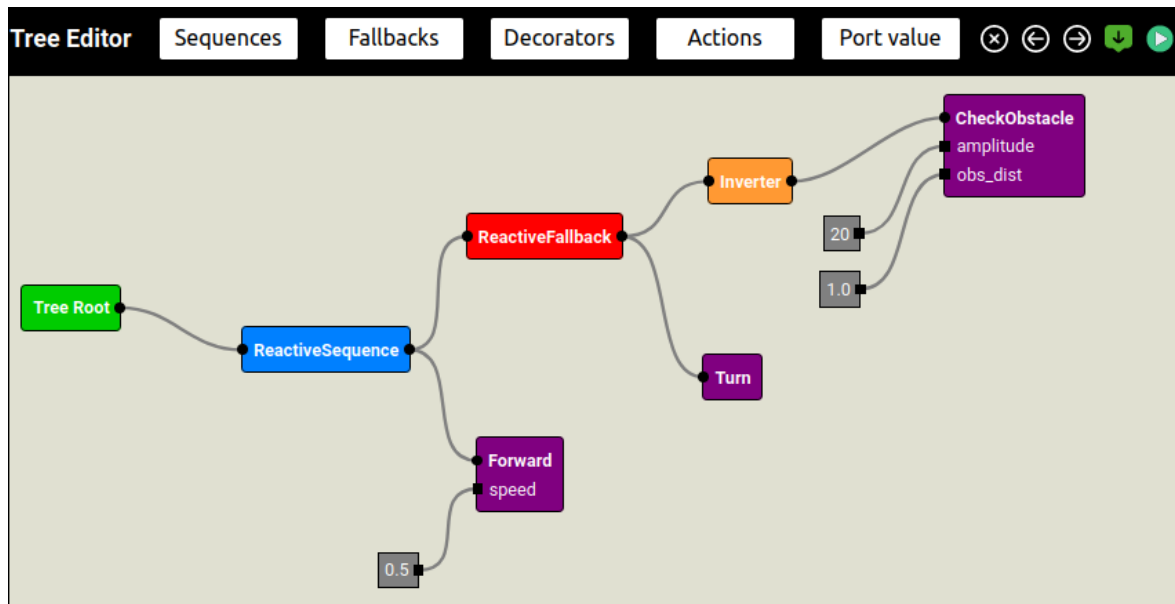 Tree Editor
Sequences
Fallbacks
Decorators
Actions
Port value
CheckObstacle
amplitude
obs_dist
Inverter
20
1.0
ReactiveFallback
Tree Root
ReactiveSequence
Turn
Forward
speed
0.5